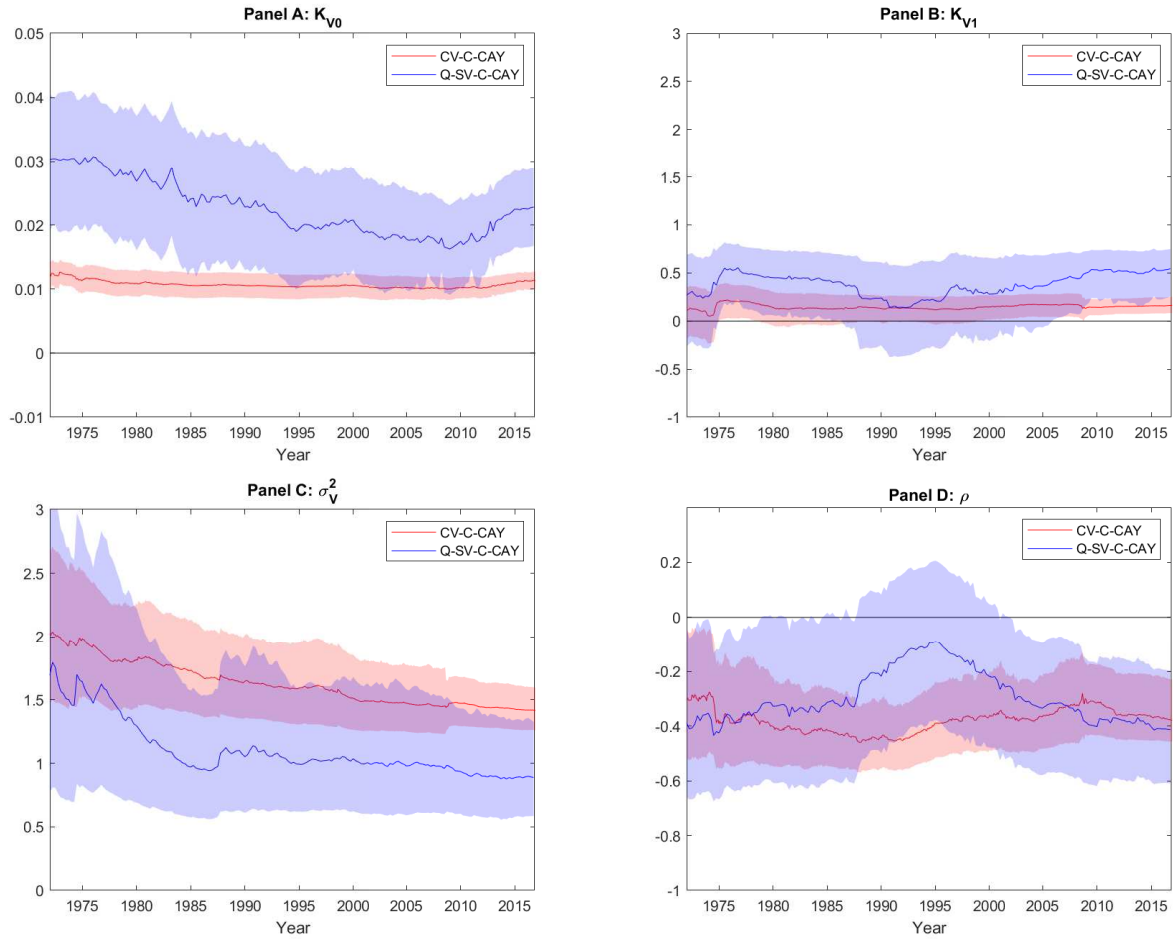 Panel A: K_V0
0.05
0.04
0.03
0.02
0.01
0
-0.01
CV-C-CAY
Q-SV-C-CAY
1975 1980 1985 1990 1995 2000 2005 2010 2015
Year
Panel B: K_V1
3
2.5
2
1.5
1
0.5
0
-0.5
-1
CV-C-CAY
Q-SV-C-CAY
1975 1980 1985 1990 1995 2000 2005 2010 2015
Year
Panel C: σ_V^2
3
2.5
2
1.5
1
0.5
0
CV-C-CAY
Q-SV-C-CAY
1975 1980 1985 1990 1995 2000 2005 2010 2015
Year
Panel D: ρ
0.2
0
-0.2
-0.4
-0.6
-0.8
-1
CV-C-CAY
Q-SV-C-CAY
1975 1980 1985 1990 1995 2000 2005 2010 2015
Year